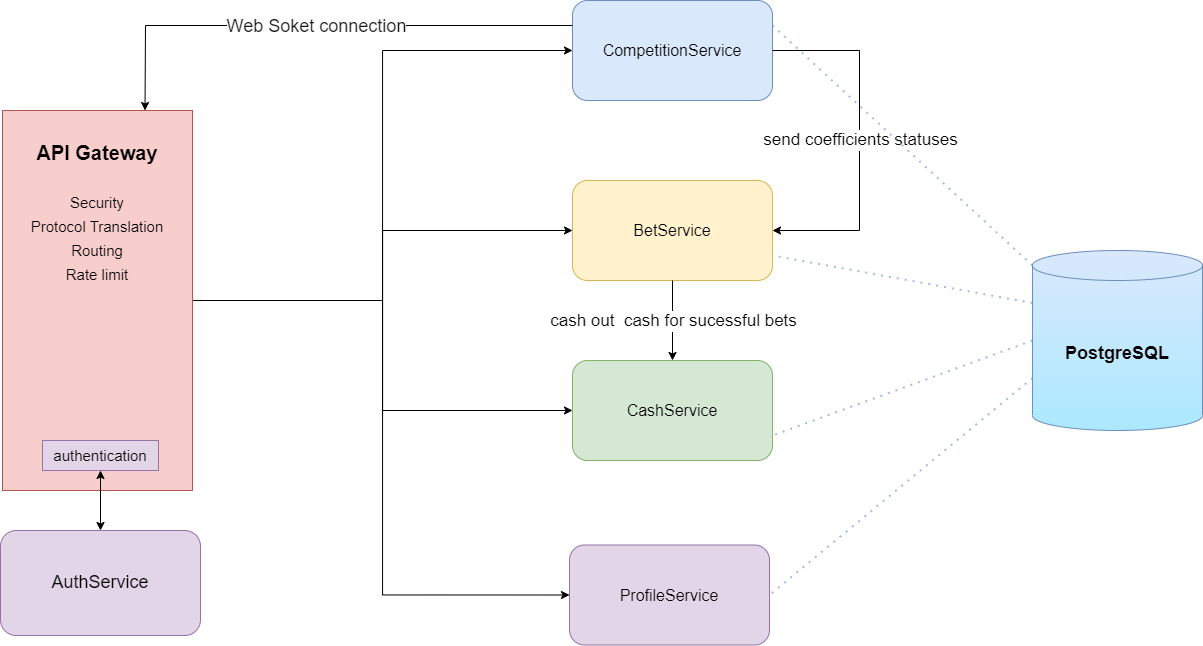 Web Soket connection
CompetitionService
API Gateway
Security
Protocol Translation
Routing
Rate limit
send coefficients statuses
BetService
cash out  cash for sucessful bets
PostgreSQL
CashService
authentication
AuthService
ProfileService